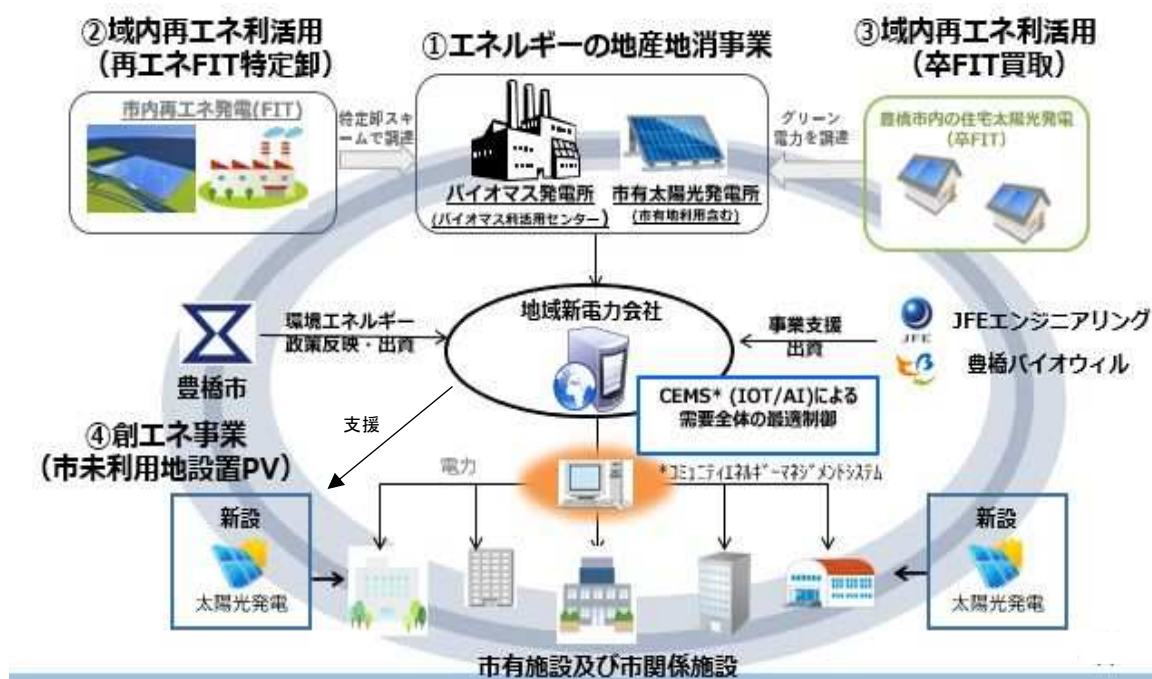 ②域内再エネ利活用
（再エネFIT特定卸）
①エネルギーの地産地消事業
③域内再エネ利活用
（卒FIT買取）
市内再エネ発電(FIT)
特定卸スキ
ームで調達
グリーン
電力を調達
豊橋市内の住宅太陽光発電
（卒FIT）
バイオマス発電所
(バイオマス利活用センター)
市有太陽光発電所
(市有地利用含む)
地域新電力会社
環境エネルギー
政策反映・出資
豊橋市
事業支援
出資
JFE
JFEエンジニアリング
豊橋バイオウィル
CEMS* (IOT/AI)による
需要全体の最適制御
支援
④創エネ事業
（市未利用地設置PV）
電力
*コミュニティエネルギーマネジメントシステム
新設
太陽光発電
新設
太陽光発電
市有施設及び市関係施設